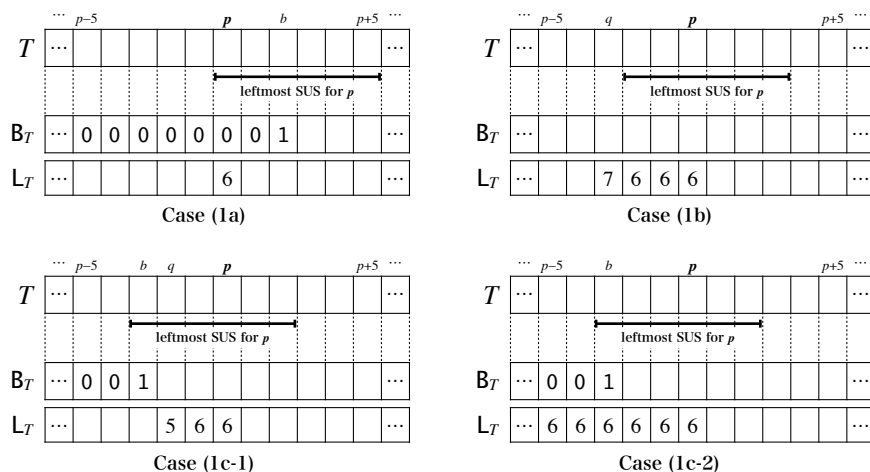 ... p−5 p b p+5 ...
T ... ...
leftmost SUS for p
B_T ... 0 0 0 0 0 0 0 1 ...
L_T ... 6 ...
Case (1a)
... q p ...
T ... ...
leftmost SUS for p
B_T ... ...
L_T ... 7 6 6 6 ...
Case (1b)
... p−5 b q p p+5 ...
T ... ...
leftmost SUS for p
B_T ... 0 0 1 ...
L_T ... 5 6 6 ...
Case (1c-1)
... p−5 b p p+5 ...
T ... ...
leftmost SUS for p
B_T ... 0 0 1 ...
L_T ... 6 6 6 6 6 6 ...
Case (1c-2)